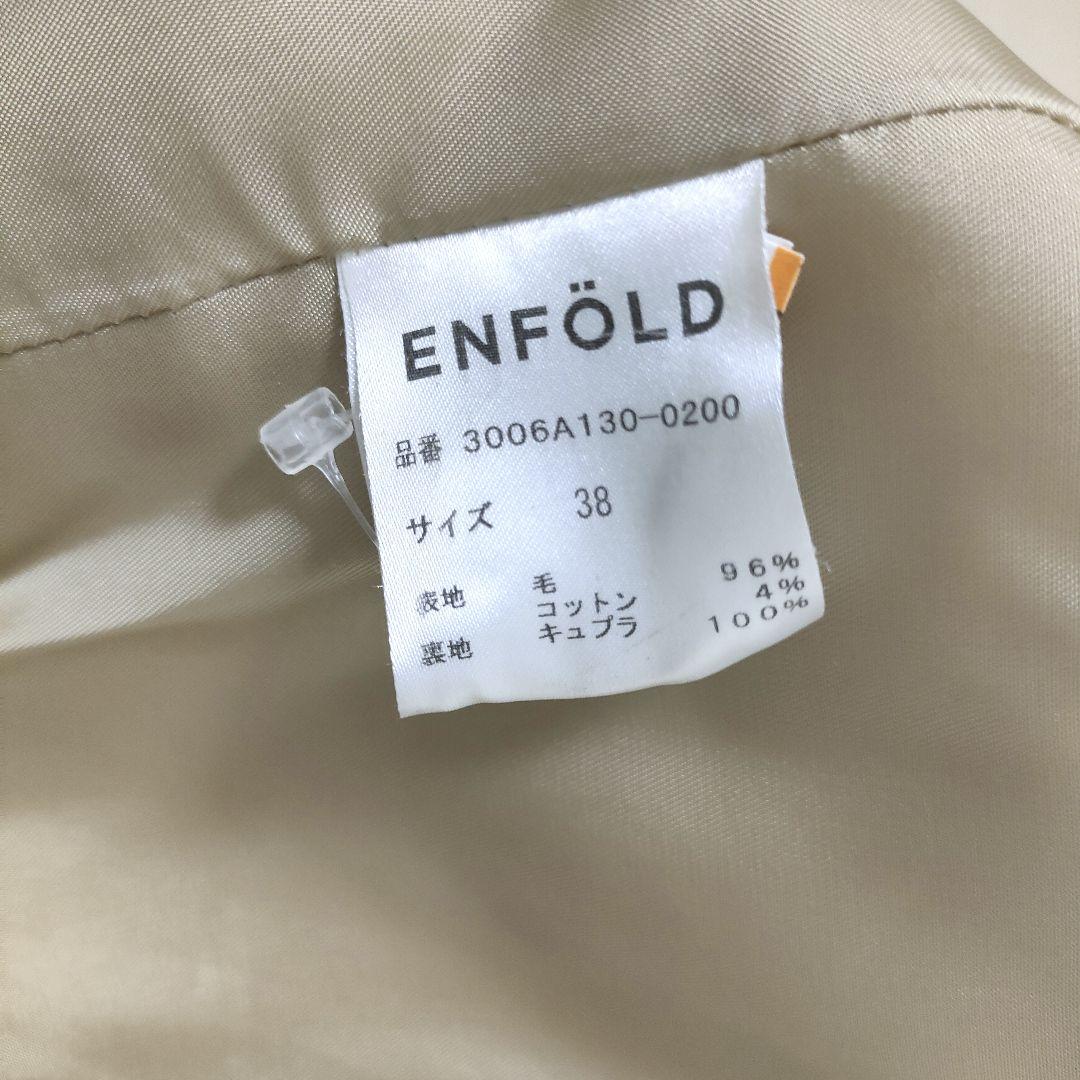 ENFÖLD
品番 3006A130-0200
サイズ 38
表地 毛 96%
コットン 4%
裏地 キュプラ 100%